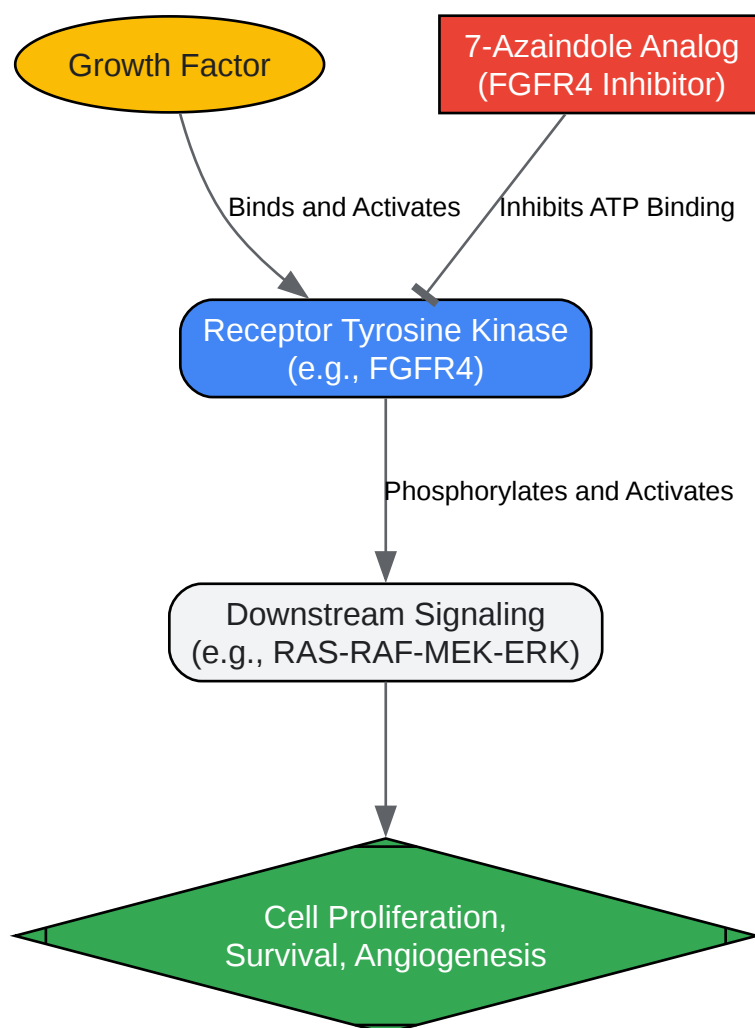 Growth Factor
7-Azaindole Analog
(FGFR4 Inhibitor)
Binds and Activates
Inhibits ATP Binding
Receptor Tyrosine Kinase
(e.g., FGFR4)
Phosphorylates and Activates
Downstream Signaling
(e.g., RAS-RAF-MEK-ERK)
Cell Proliferation,
Survival, Angiogenesis